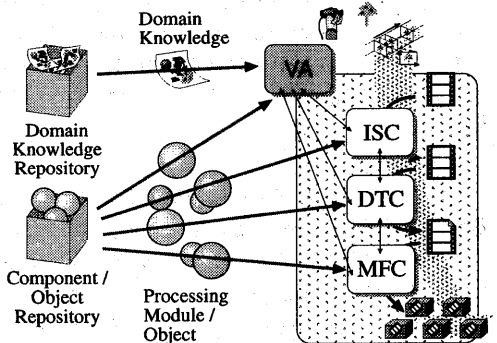 Domain
Knowledge
VA
Domain
Knowledge
Repository
ISC
DTC
MFC
Component /
Object
Repository
Processing
Module /
Object